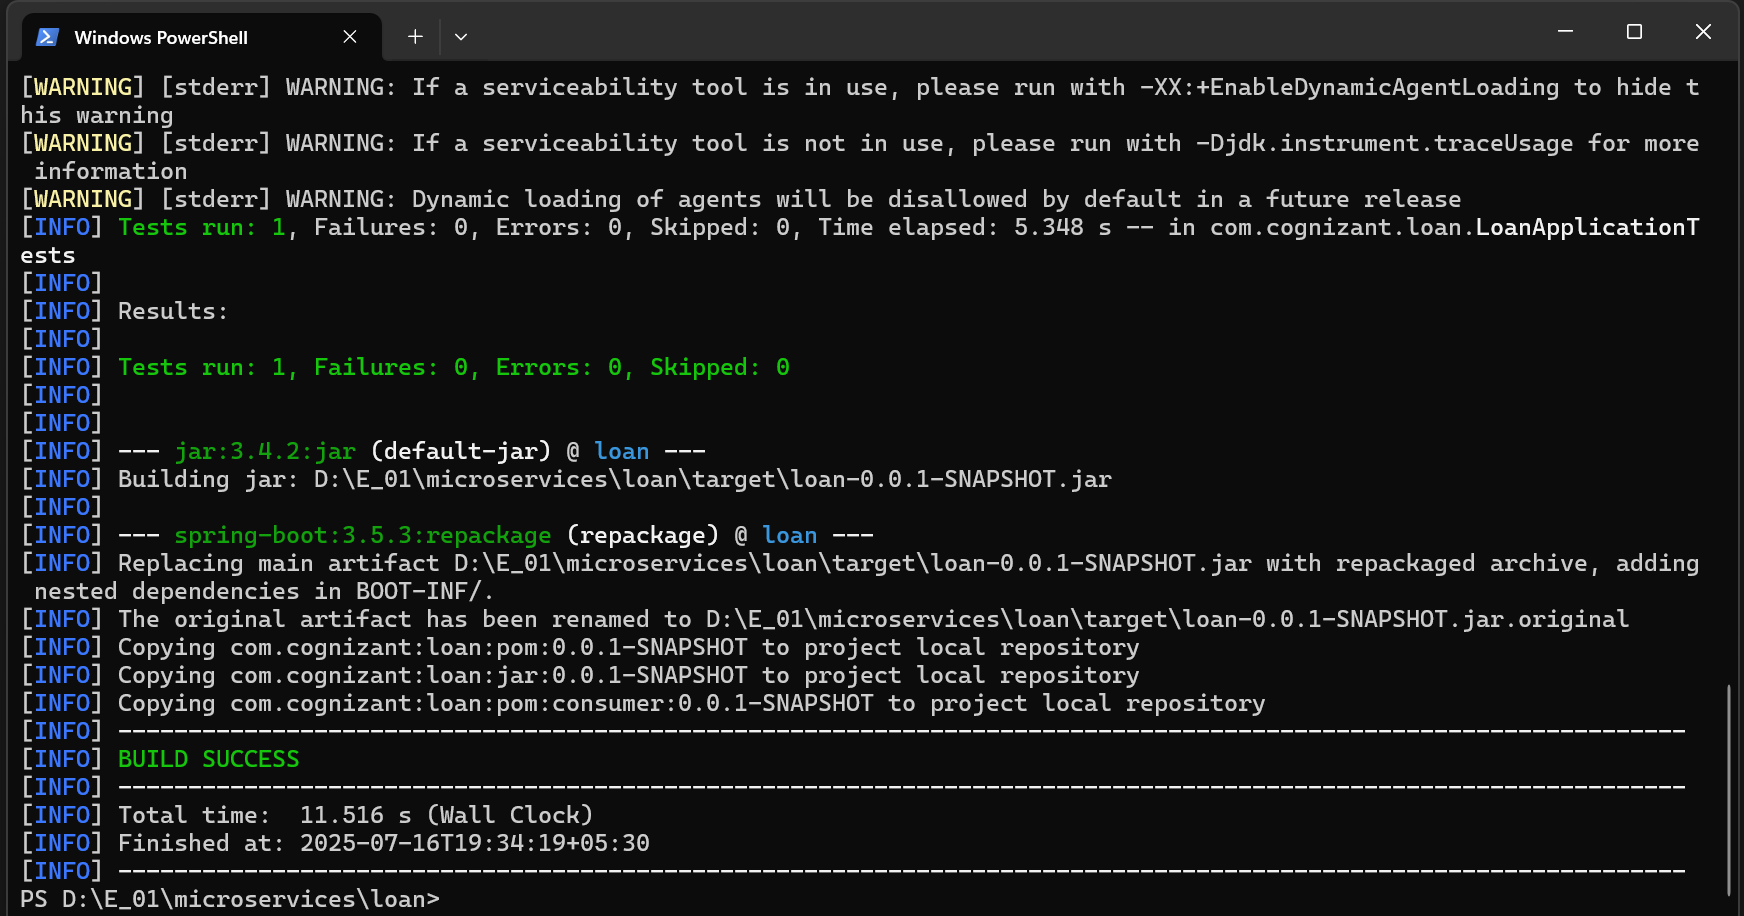 Windows PowerShell
[WARNING] [stderr] WARNING: If a serviceability tool is in use, please run with -XX:+EnableDynamicAgentLoading to hide t
his warning
[WARNING] [stderr] WARNING: If a serviceability tool is not in use, please run with -Djdk.instrument.traceUsage for more
 information
[WARNING] [stderr] WARNING: Dynamic loading of agents will be disallowed by default in a future release
[INFO] Tests run: 1, Failures: 0, Errors: 0, Skipped: 0, Time elapsed: 5.348 s -- in com.cognizant.loan.LoanApplicationT
ests
[INFO]
[INFO] Results:
[INFO]
[INFO] Tests run: 1, Failures: 0, Errors: 0, Skipped: 0
[INFO]
[INFO]
[INFO] --- jar:3.4.2:jar (default-jar) @ loan ---
[INFO] Building jar: D:\E_01\microservices\loan\target\loan-0.0.1-SNAPSHOT.jar
[INFO]
[INFO] --- spring-boot:3.5.3:repackage (repackage) @ loan ---
[INFO] Replacing main artifact D:\E_01\microservices\loan\target\loan-0.0.1-SNAPSHOT.jar with repackaged archive, adding
 nested dependencies in BOOT-INF/.
[INFO] The original artifact has been renamed to D:\E_01\microservices\loan\target\loan-0.0.1-SNAPSHOT.jar.original
[INFO] Copying com.cognizant:loan:pom:0.0.1-SNAPSHOT to project local repository
[INFO] Copying com.cognizant:loan:jar:0.0.1-SNAPSHOT to project local repository
[INFO] Copying com.cognizant:loan:pom:consumer:0.0.1-SNAPSHOT to project local repository
[INFO] ----------------------------------------------------------------------------------------------------------------
[INFO] BUILD SUCCESS
[INFO] ----------------------------------------------------------------------------------------------------------------
[INFO] Total time:  11.516 s (Wall Clock)
[INFO] Finished at: 2025-07-16T19:34:19+05:30
[INFO] ----------------------------------------------------------------------------------------------------------------
PS D:\E_01\microservices\loan>